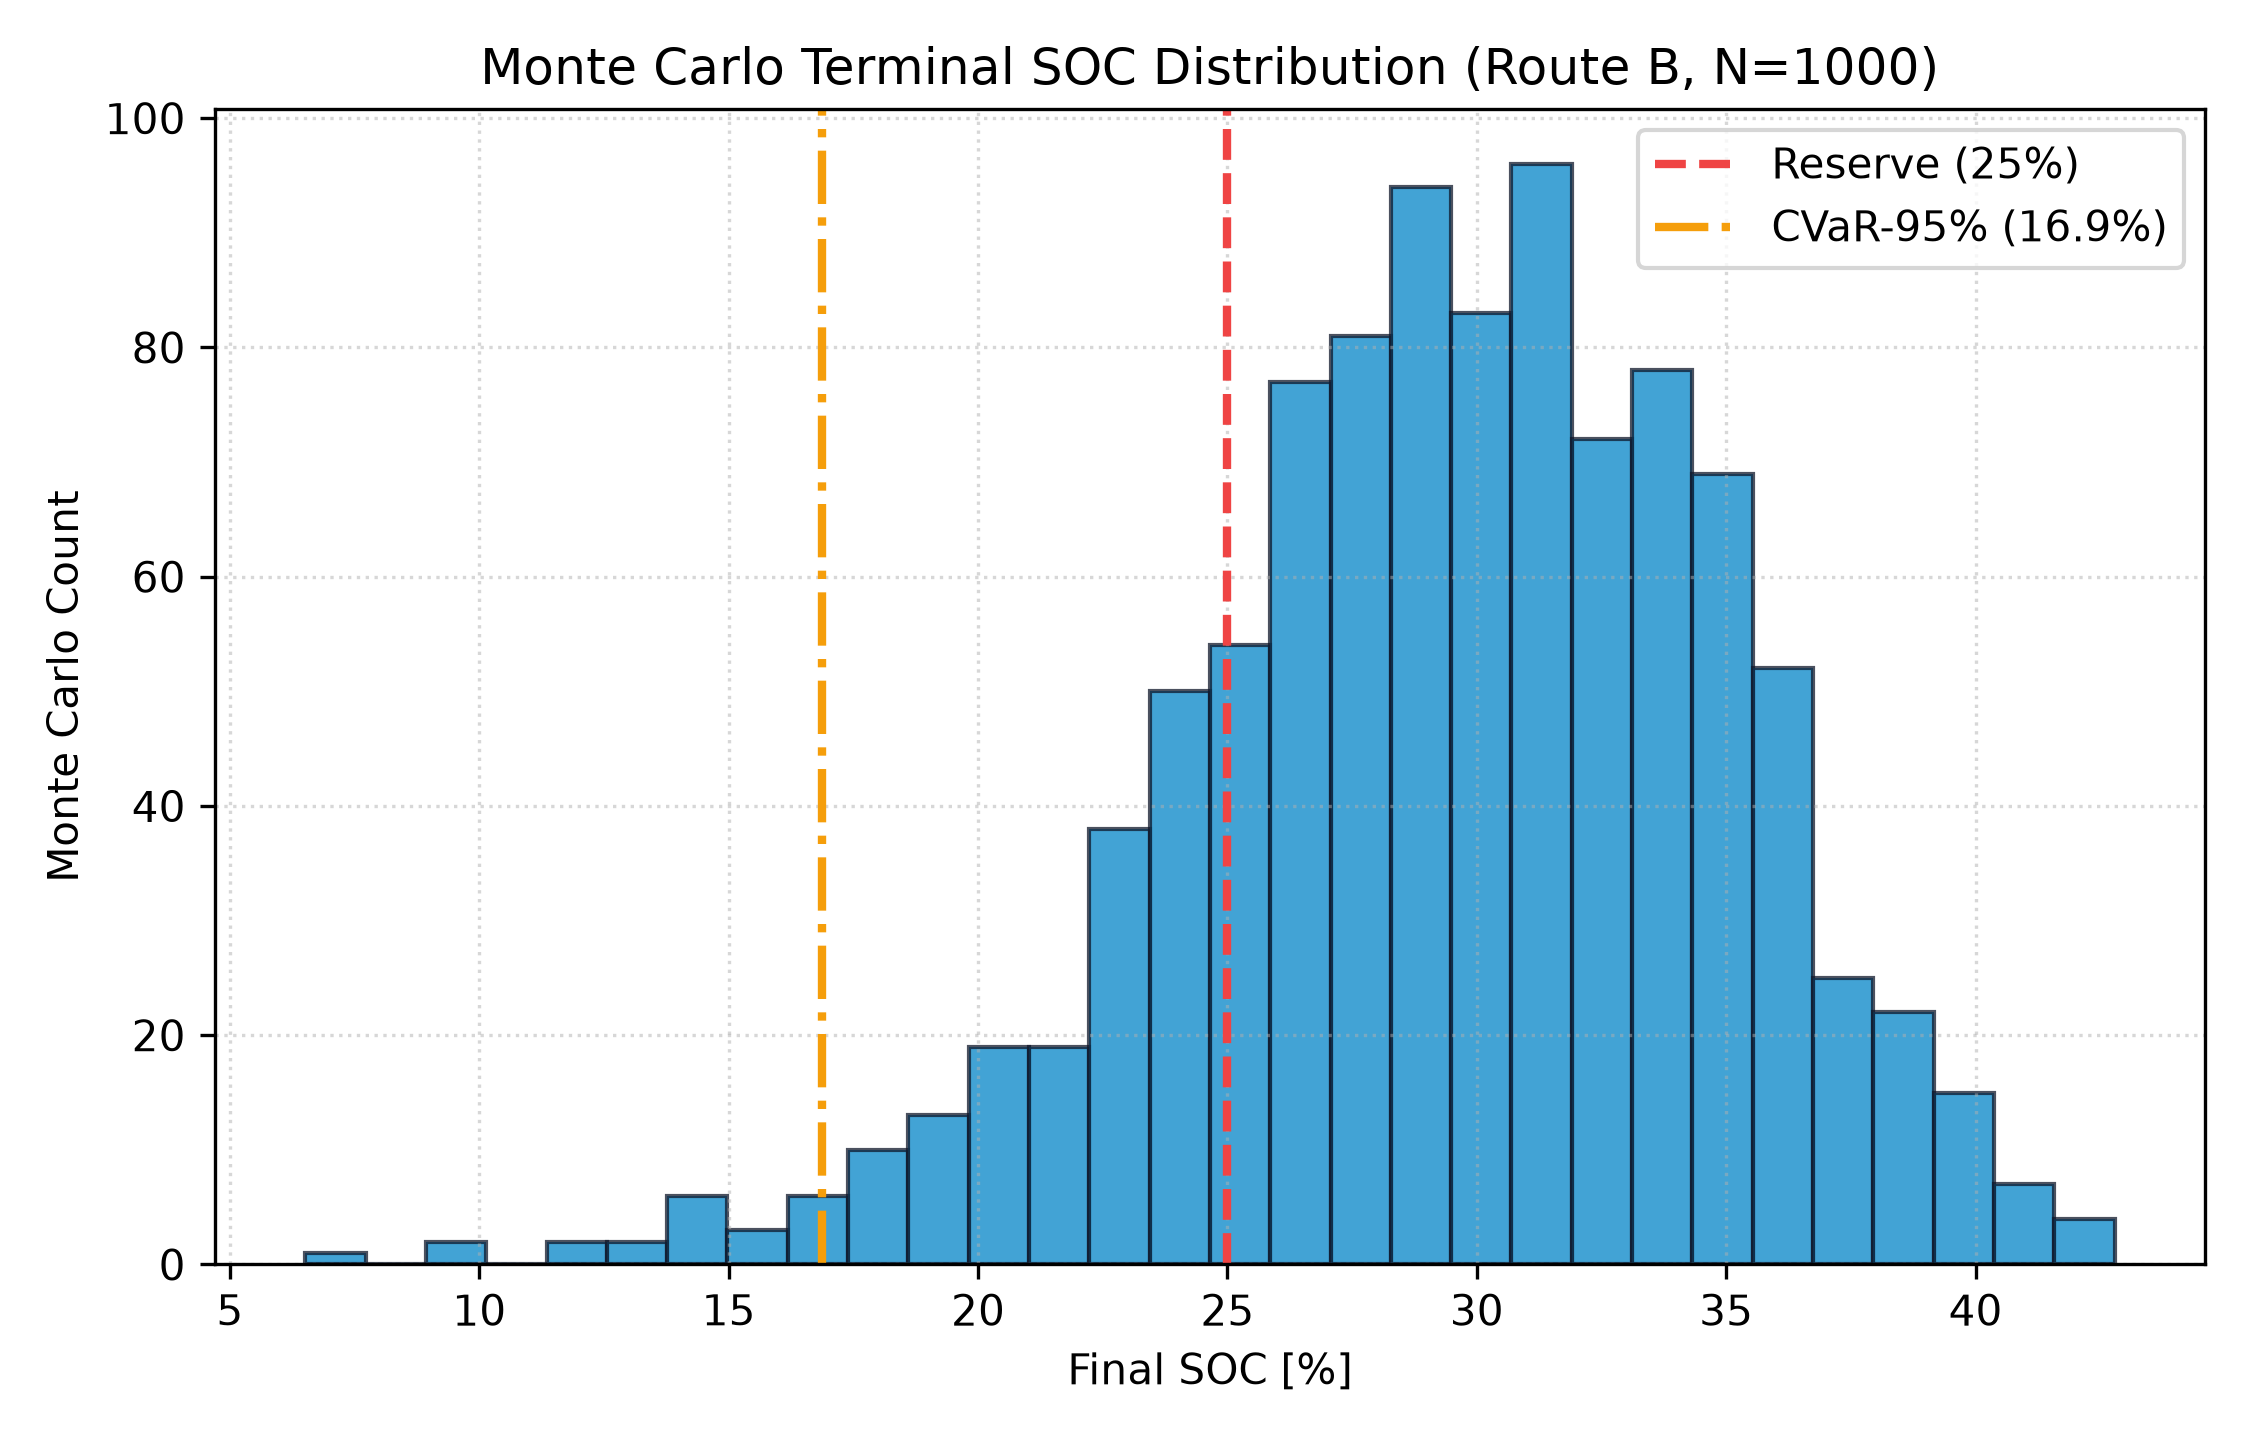 Monte Carlo Terminal SOC Distribution (Route B, N=1000)
Reserve (25%)
CVaR-95% (16.9%)
Monte Carlo Count
100
80
60
40
20
0
5 10 15 20 25 30 35 40
Final SOC [%]